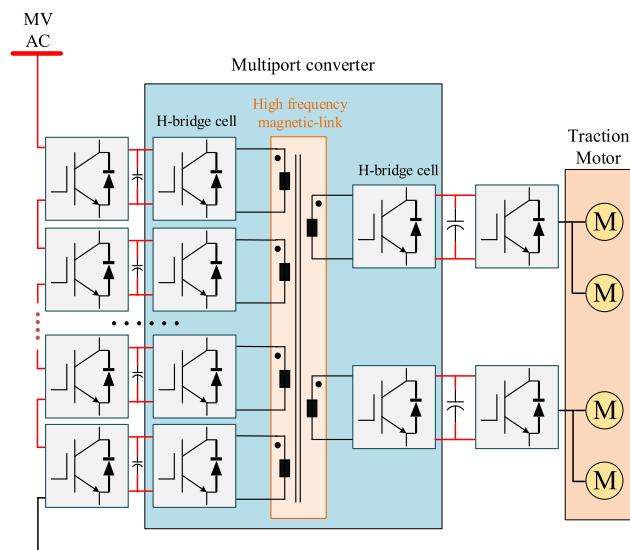 MV
AC
Multiport converter
High frequency
magnetic-link
H-bridge cell
H-bridge cell
Traction
Motor
M
M
M
M